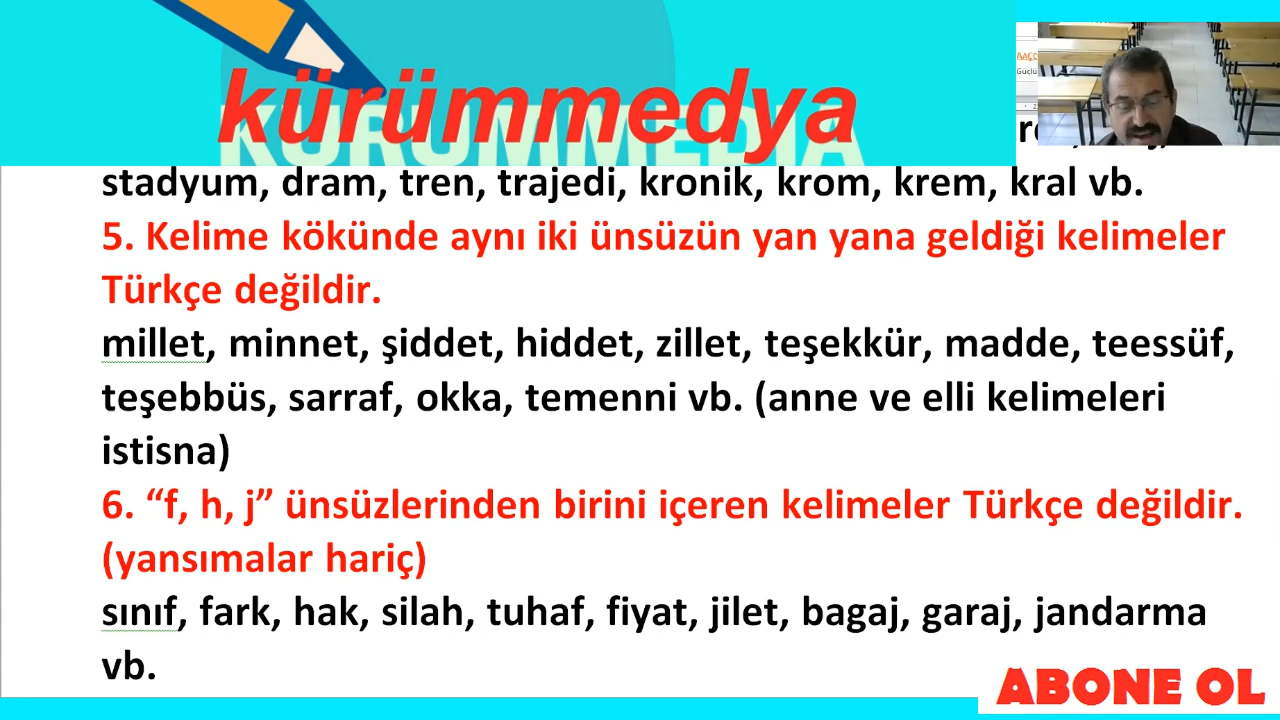 kürümmedya
KÜRÜMMEDIA
stadyum, dram, tren, trajedi, kronik, krom, krem, kral vb.
5. Kelime kökünde aynı iki ünsüzün yan yana geldiği kelimeler
Türkçe değildir.
millet, minnet, şiddet, hiddet, zillet, teşekkür, madde, teessüf,
teşebbüs, sarraf, okka, temenni vb. (anne ve elli kelimeleri
istisna)
6. “f, h, j” ünsüzlerinden birini içeren kelimeler Türkçe değildir.
(yansımalar hariç)
sınıf, fark, hak, silah, tuhaf, fiyat, jilet, bagaj, garaj, jandarma
vb.
ABONE OL